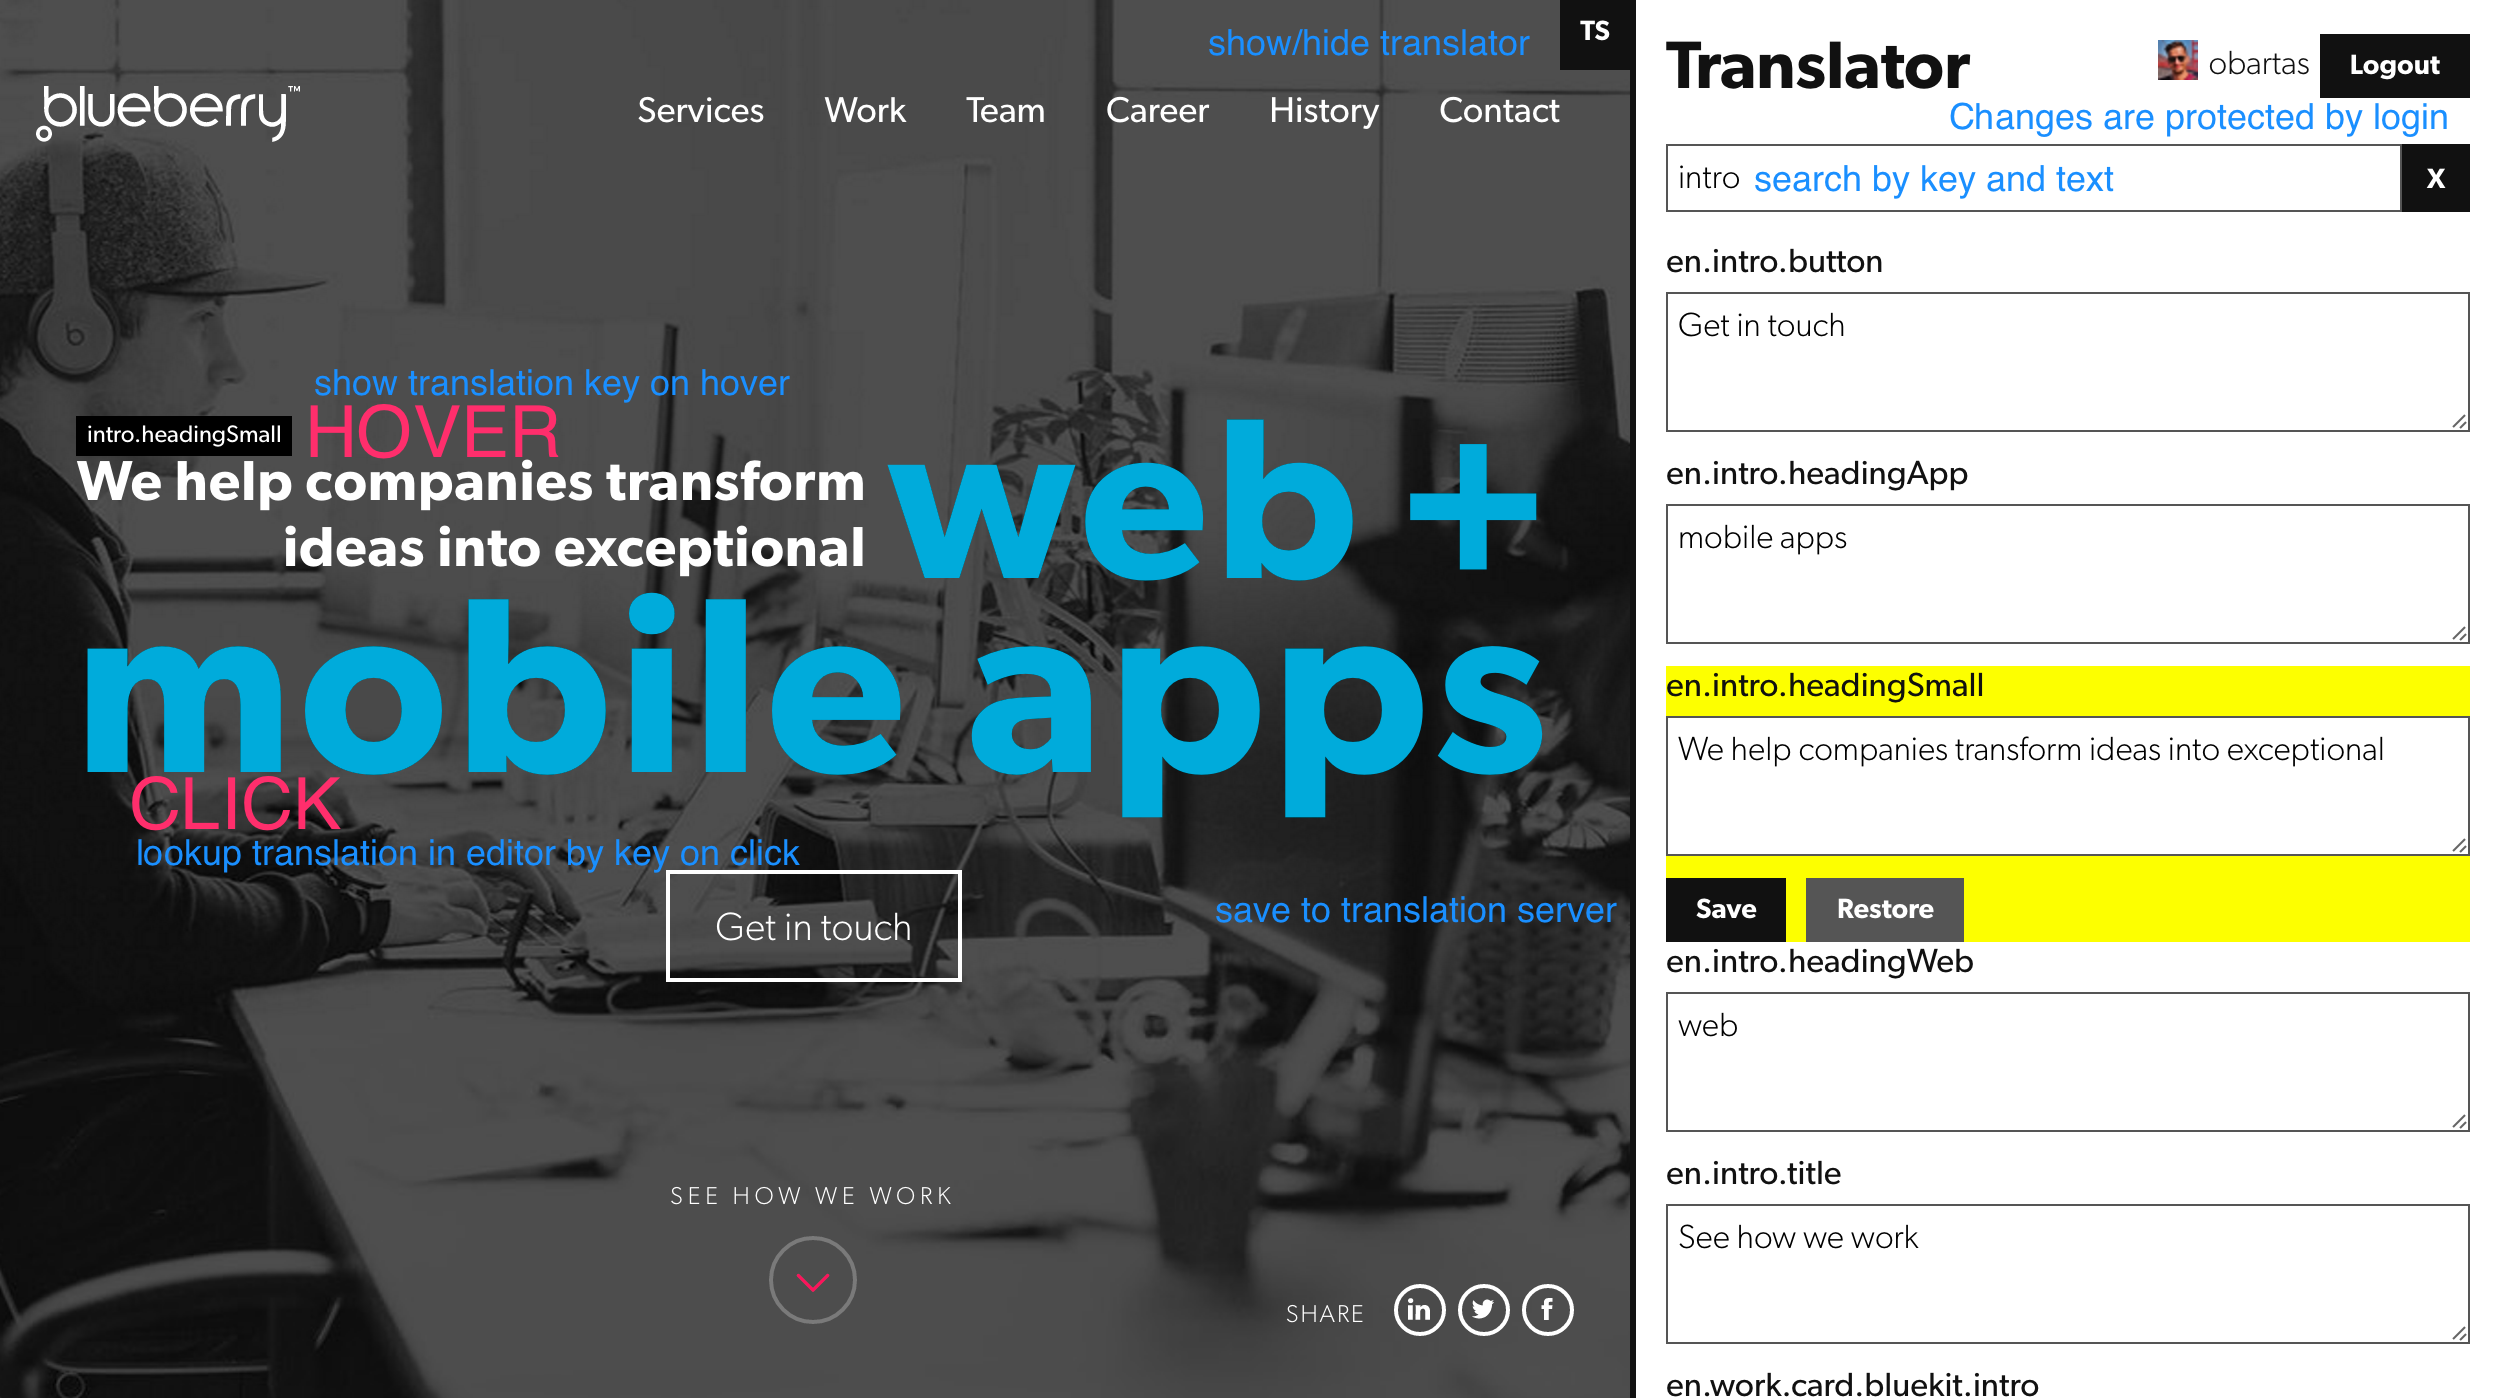 show/hide translator
TS
blueberry™
Services Work Team Career History Contact
show translation key on hover
intro.headingSmall HOVER
We help companies transform
ideas into exceptional
web +
mobile apps
CLICK
lookup translation in editor by key on click
Get in touch
save to translation server
SEE HOW WE WORK
SHARE in f
b
Translator
obartas Logout
Changes are protected by login
intro search by key and text X
en.intro.button
Get in touch
en.intro.headingApp
mobile apps
en.intro.headingSmall
We help companies transform ideas into exceptional
Save Restore
en.intro.headingWeb
web
en.intro.title
See how we work
en.work.card.bluekit.intro